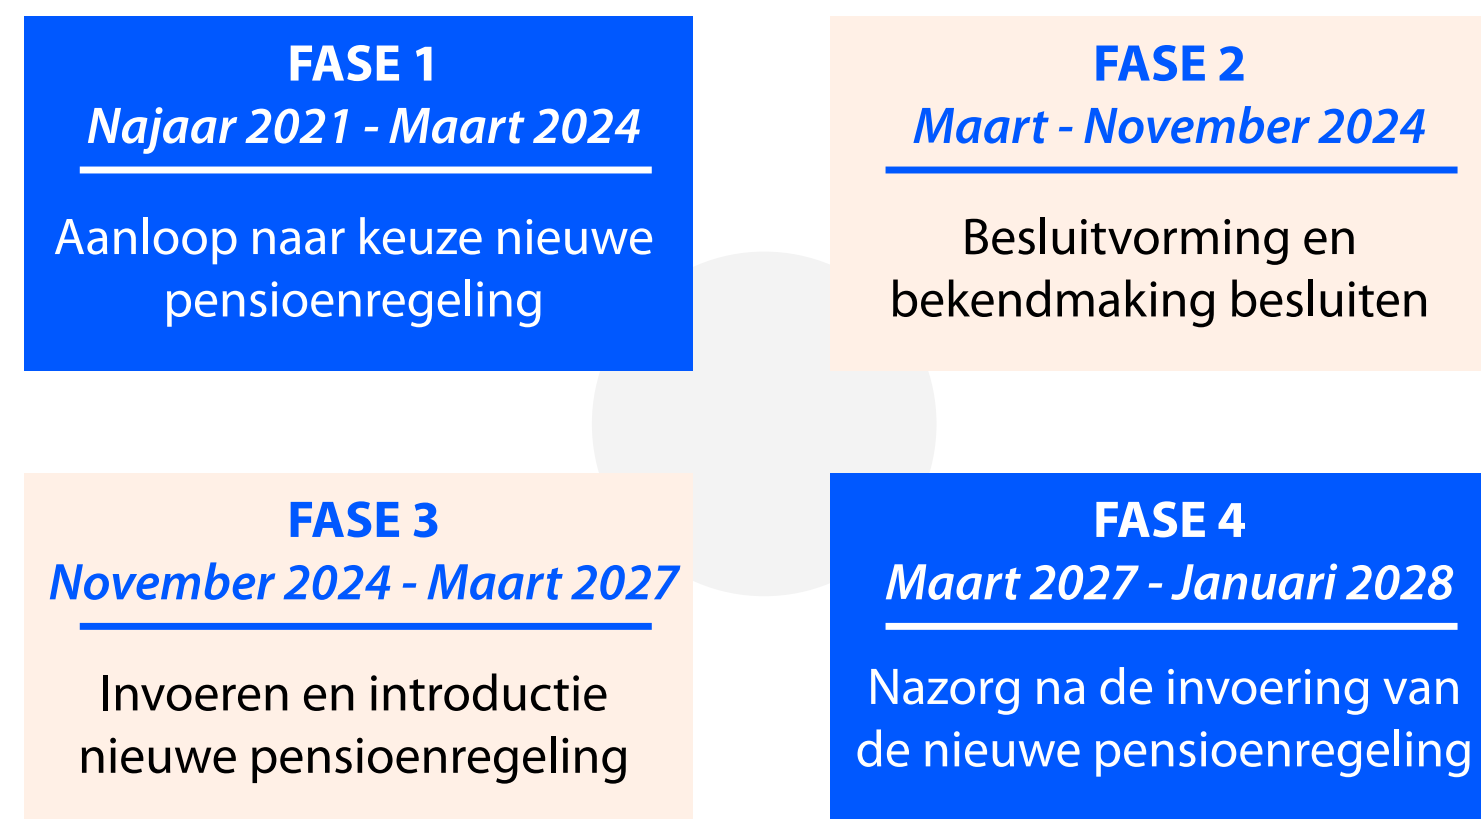 FASE 1
Najaar 2021 - Maart 2024
Aanloop naar keuze nieuwe
pensioenregeling
FASE 2
Maart - November 2024
Besluitvorming en
bekendmaking besluiten
FASE 3
November 2024 - Maart 2027
Invoeren en introductie
nieuwe pensioenregeling
FASE 4
Maart 2027 - Januari 2028
Nazorg na de invoering van
de nieuwe pensioenregeling